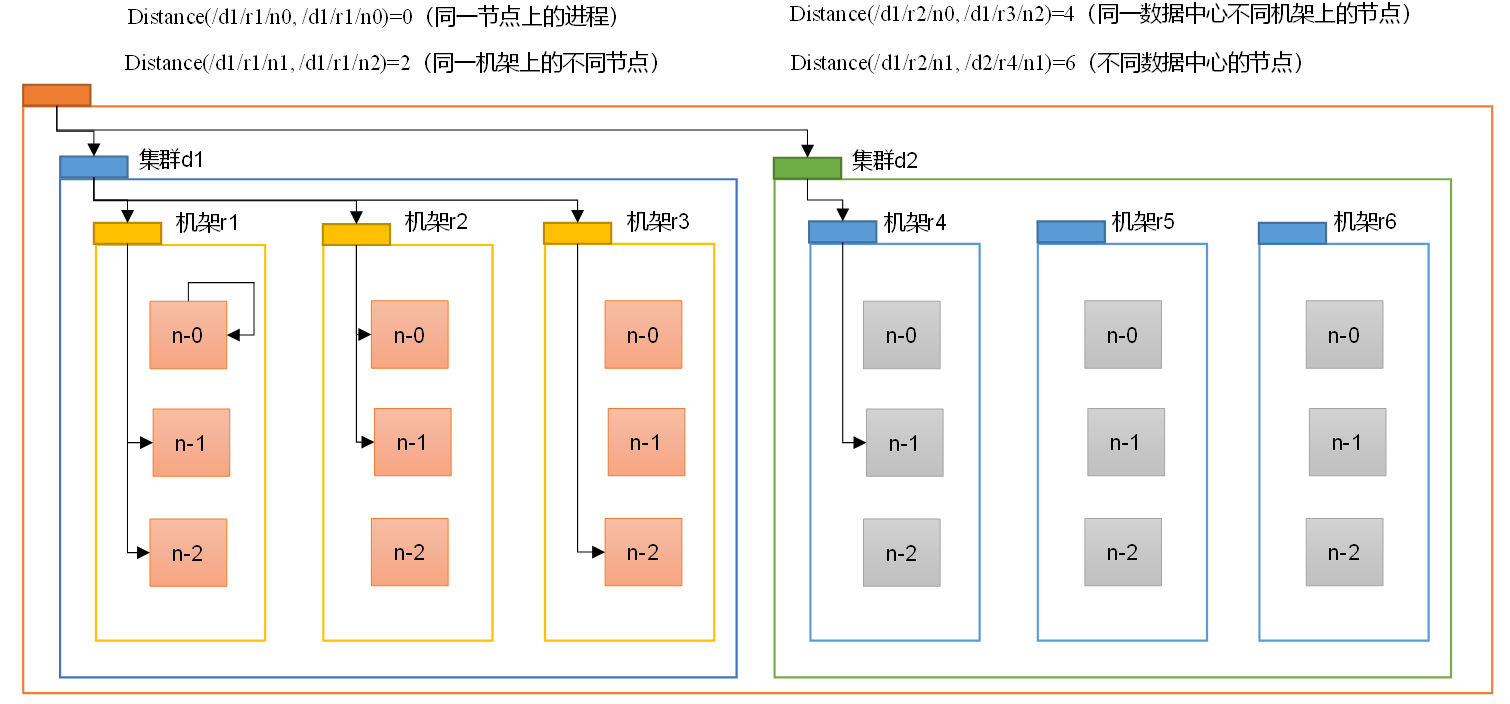 Distance(/d1/r1/n0, /d1/r1/n0)=0（同一节点上的进程）
Distance(/d1/r2/n0, /d1/r3/n2)=4（同一数据中心不同机架上的节点）
Distance(/d1/r1/n1, /d1/r1/n2)=2（同一机架上的不同节点）
Distance(/d1/r2/n1, /d2/r4/n1)=6（不同数据中心的节点）
集群d1
集群d2
机架r1
机架r2
机架r3
机架r4
机架r5
机架r6
n-0
n-0
n-0
n-0
n-0
n-0
n-1
n-1
n-1
n-1
n-1
n-1
n-2
n-2
n-2
n-2
n-2
n-2